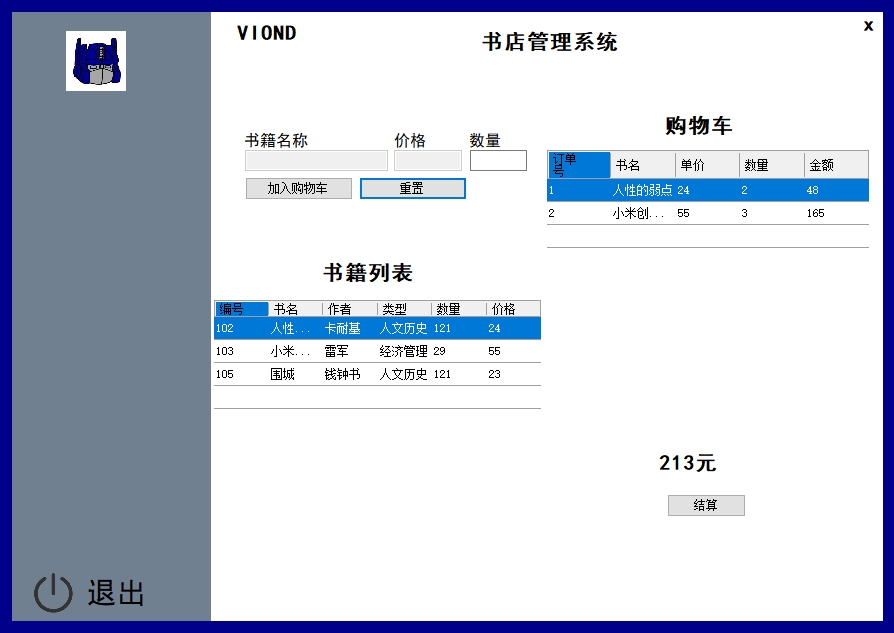 VIOND
书店管理系统
x
书籍名称 价格 数量
加入购物车 重置
购物车
订单号 书名 单价 数量 金额
1 人性的弱点 24 2 48
2 小米创... 55 3 165
书籍列表
编号 书名 作者 类型 数量 价格
102 人性... 卡耐基 人文历史 121 24
103 小米... 雷军 经济管理 29 55
105 围城 钱钟书 人文历史 121 23
213元
结算
退出